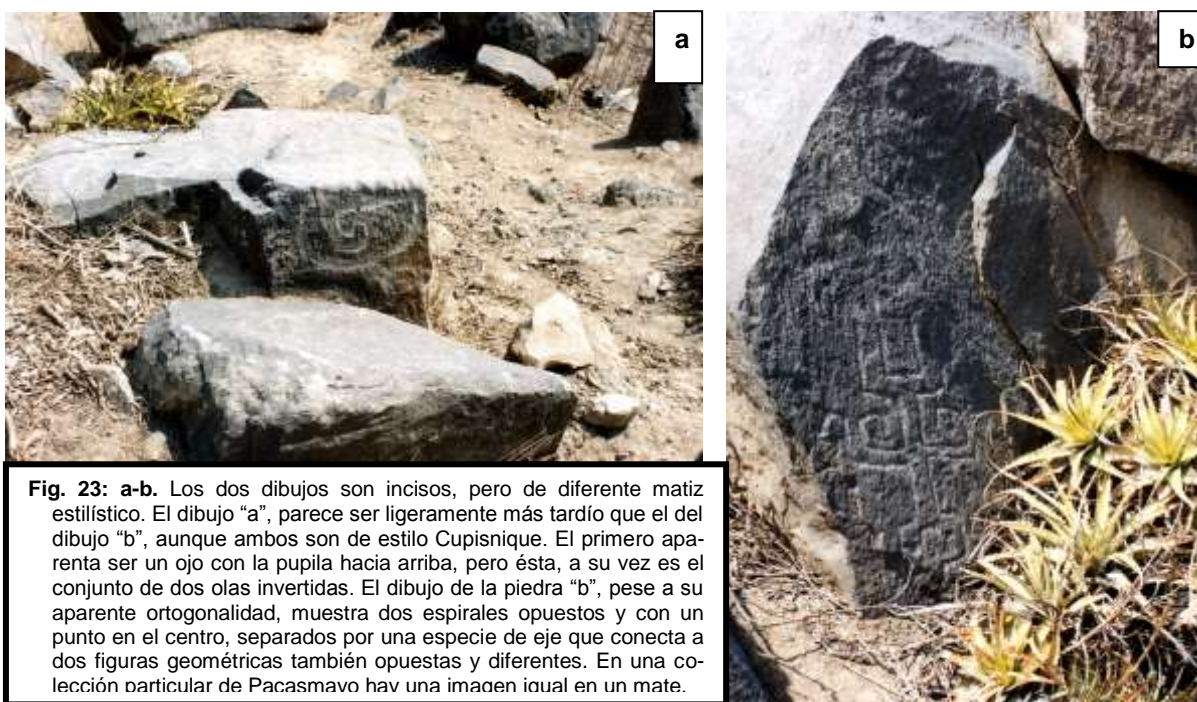 a
b
Fig. 23: a-b. Los dos dibujos son incisos, pero de diferente matiz
estilístico. El dibujo “a”, parece ser ligeramente más tardío que el del
dibujo “b”, aunque ambos son de estilo Cupisnique. El primero apa-
renta ser un ojo con la pupila hacia arriba, pero ésta, a su vez es el
conjunto de dos olas invertidas. El dibujo de la piedra “b”, pese a su
aparente ortogonalidad, muestra dos espirales opuestos y con un
punto en el centro, separados por una especie de eje que conecta a
dos figuras geométricas también opuestas y diferentes. En una co-
lección particular de Pacasmayo hay una imagen igual en un mate.